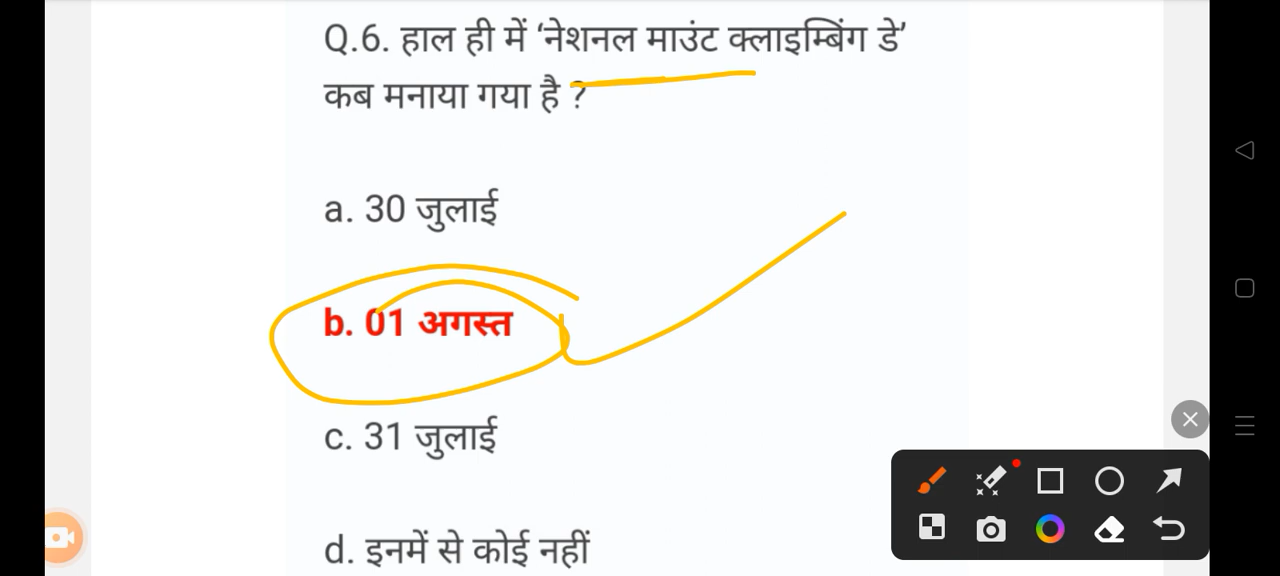 Q.6. हाल ही में ‘नेशनल माउंट क्लाइम्बिंग डे’
कब मनाया गया है ?
a. 30 जुलाई
b. 01 अगस्त
c. 31 जुलाई
d. इनमें से कोई नहीं